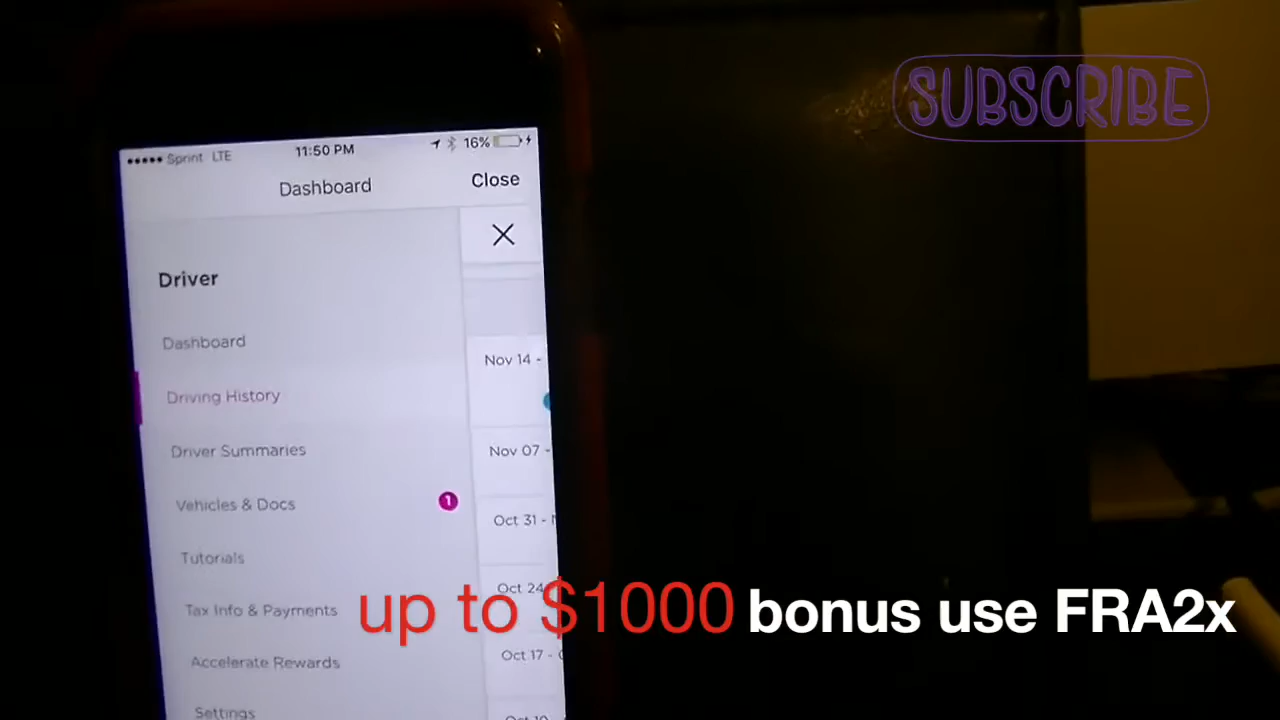 SUBSCRIBE
Sprint LTE 11:50 PM 16%
Dashboard Close
Driver
Dashboard
Nov 14 -
Driving History
Driver Summaries
Nov 07 -
Vehicles & Docs 1
Oct 31 -
Tutorials
Oct 24
Tax Info & Payments
up to $1000 bonus use FRA2x
Accelerate Rewards
Oct 17 -
Settings
Oct 10